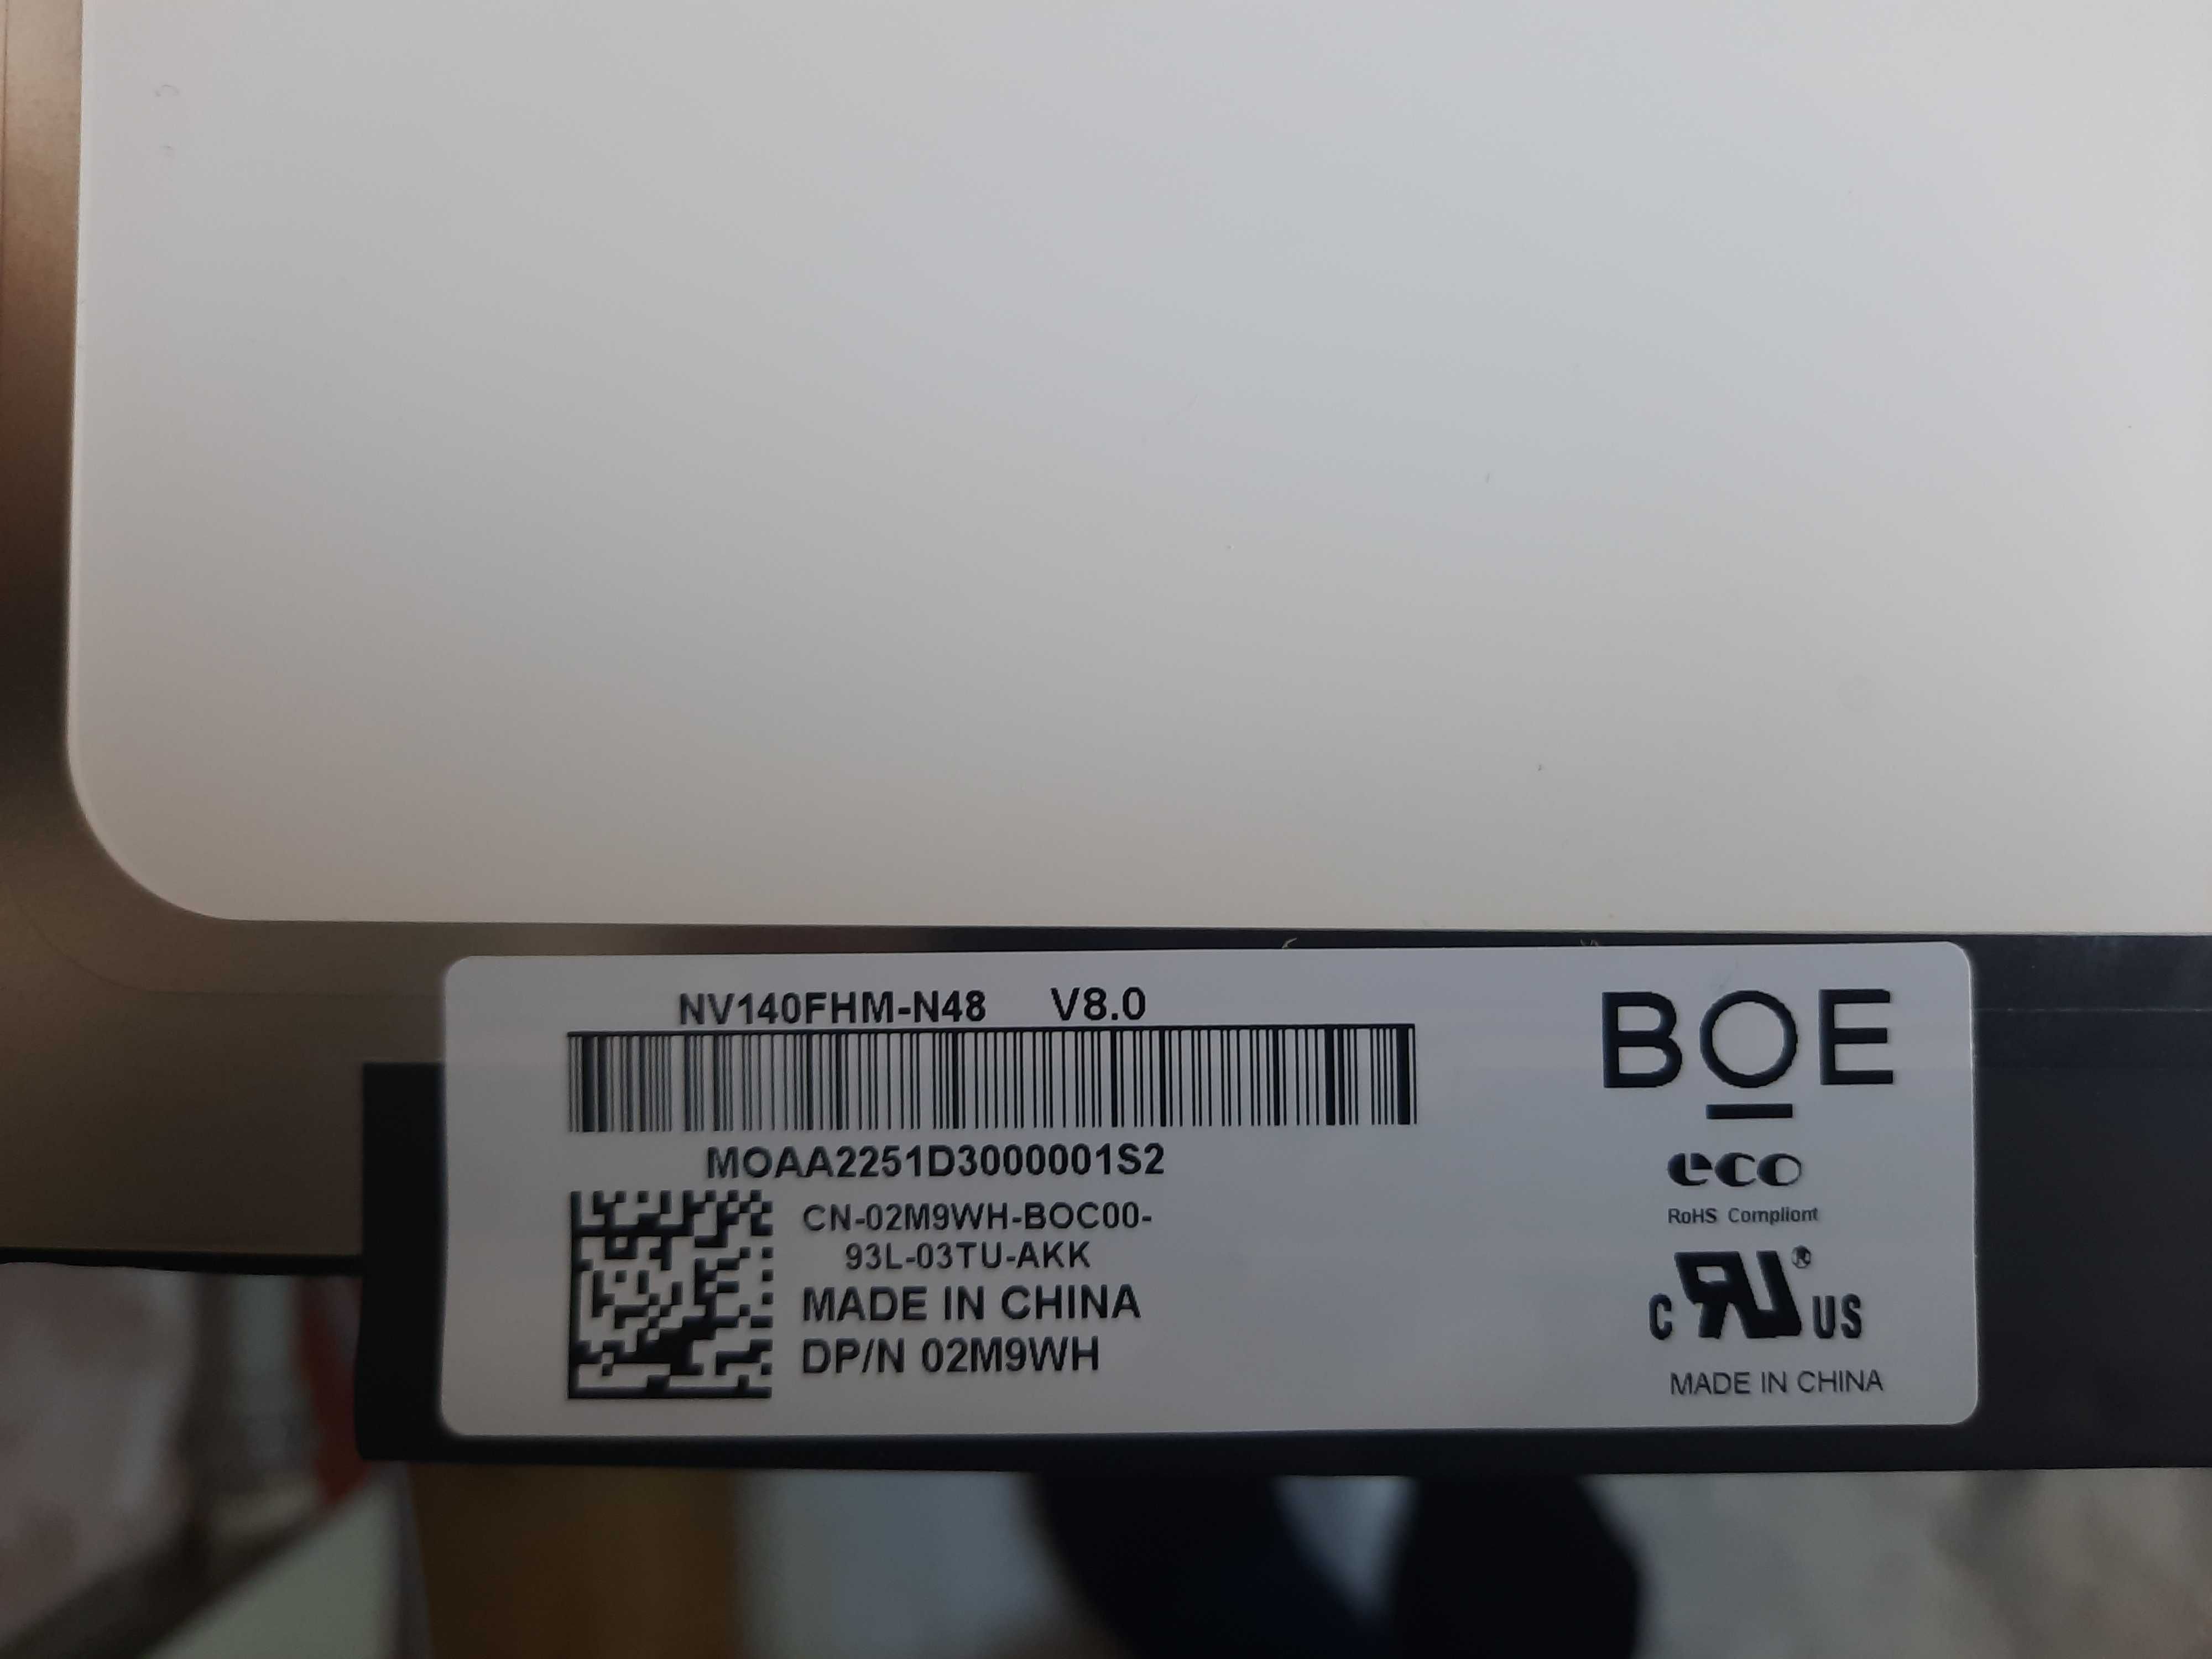 NV140FHM-N48 V8.0
MOAA2251D3000001S2
CN-02M9WH-BOC00-
93L-03TU-AKK
MADE IN CHINA
DP/N 02M9WH
BOE
eco
RoHS Compliant
c RU ® US
MADE IN CHINA